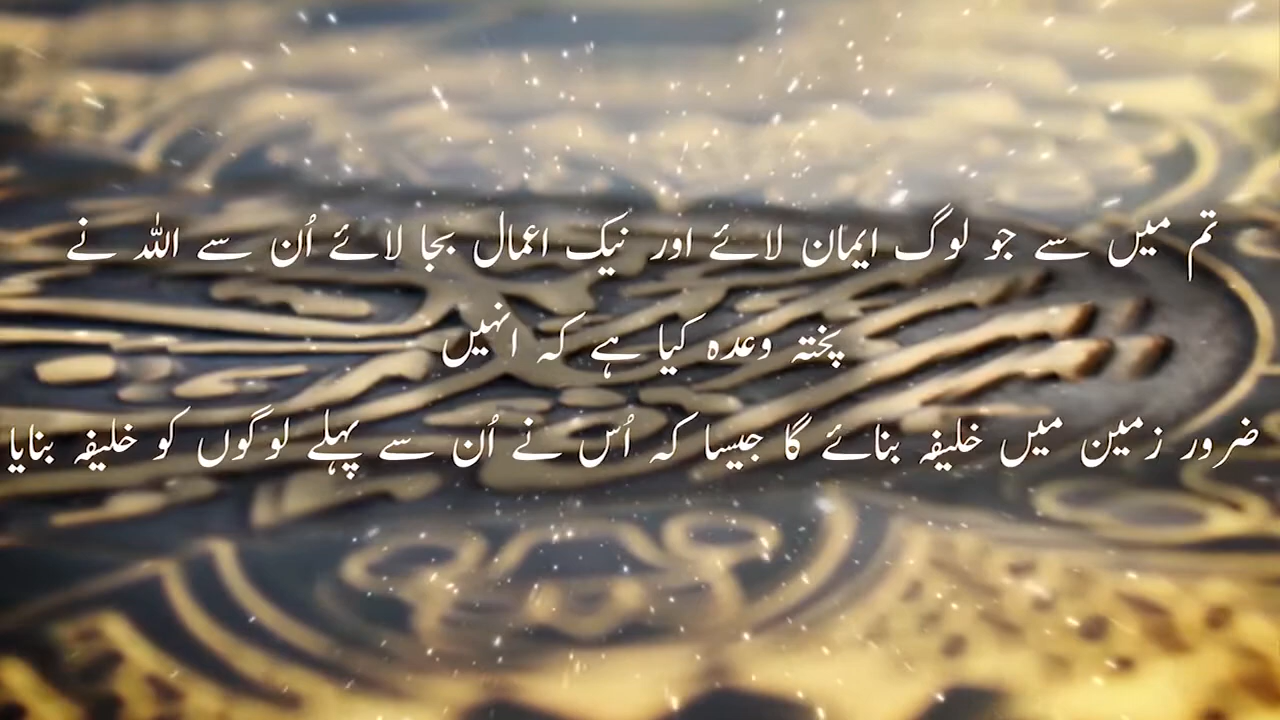 تم میں سے جو لوگ ایمان لائے اور نیک اعمال بجا لائے اُن سے اللہ نے
پختہ وعدہ کیا ہے کہ انہیں
ضرور زمین میں خلیفہ بنائے گا جیسا کہ اُس نے اُن سے پہلے لوگوں کو خلیفہ بنایا